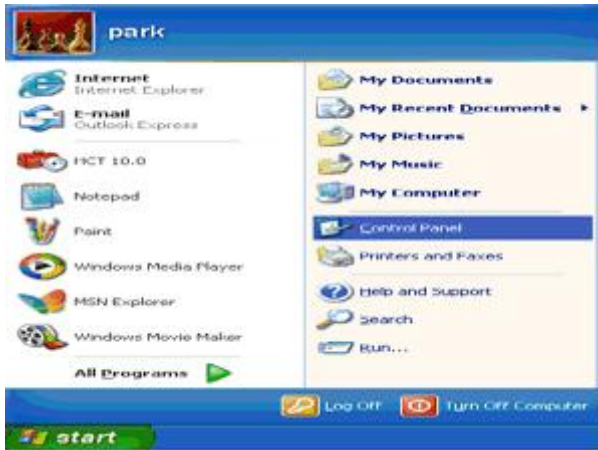 park
Internet
Internet Explorer
E-mail
Outlook Express
HCT 10.0
Notepad
Paint
Windows Media Player
MSN Explorer
Windows Movie Maker
All Programs
My Documents
My Recent Documents
My Pictures
My Music
My Computer
Control Panel
Printers and Faxes
Help and Support
Search
Run...
Log Off
Turn Off Computer
start